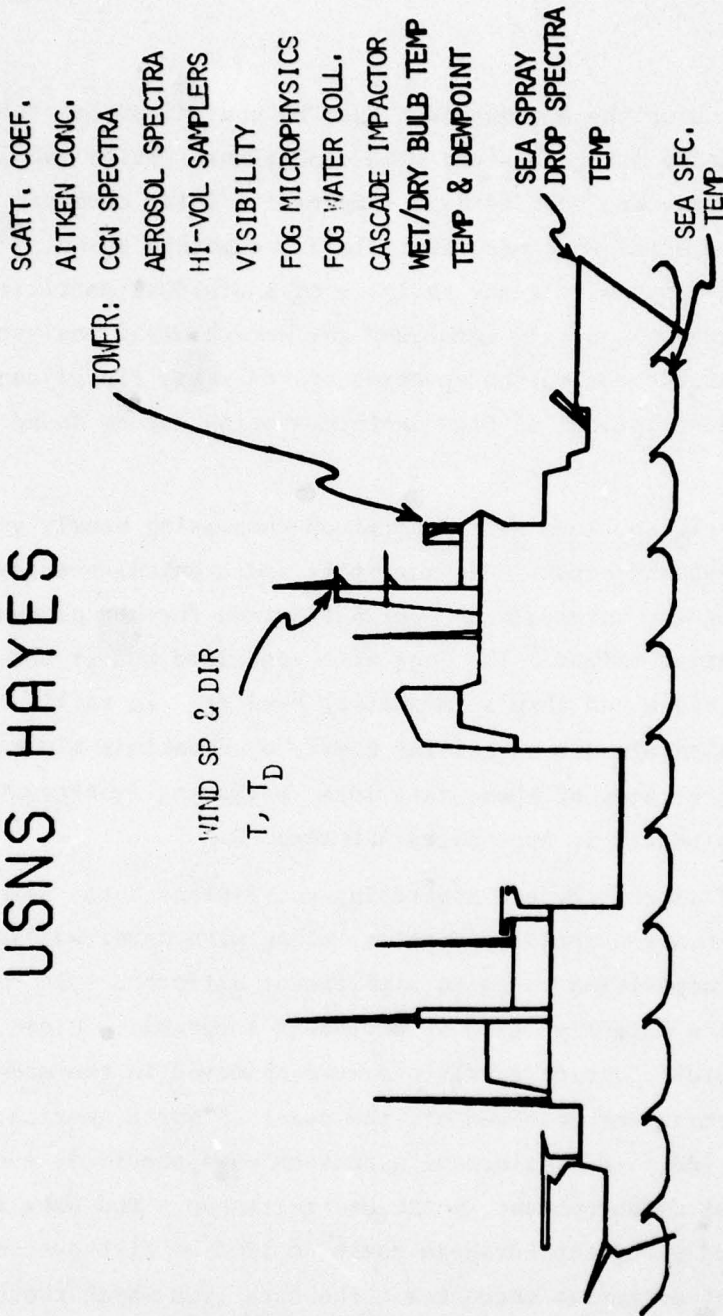 USNS HAYES
TOWER:
SCATT. COEF.
AITKEN CONC.
CCN SPECTRA
AEROSOL SPECTRA
HI-VOL SAMPLERS
VISIBILITY
FOG MICROPHYSICS
FOG WATER COLL.
CASCADE IMPACTOR
WET/DRY BULB TEMP
TEMP & DEWPOINT
WIND SP & DIR
T, T_D
SEA SPRAY
DROP SPECTRA
TEMP
SEA SFC.
TEMP